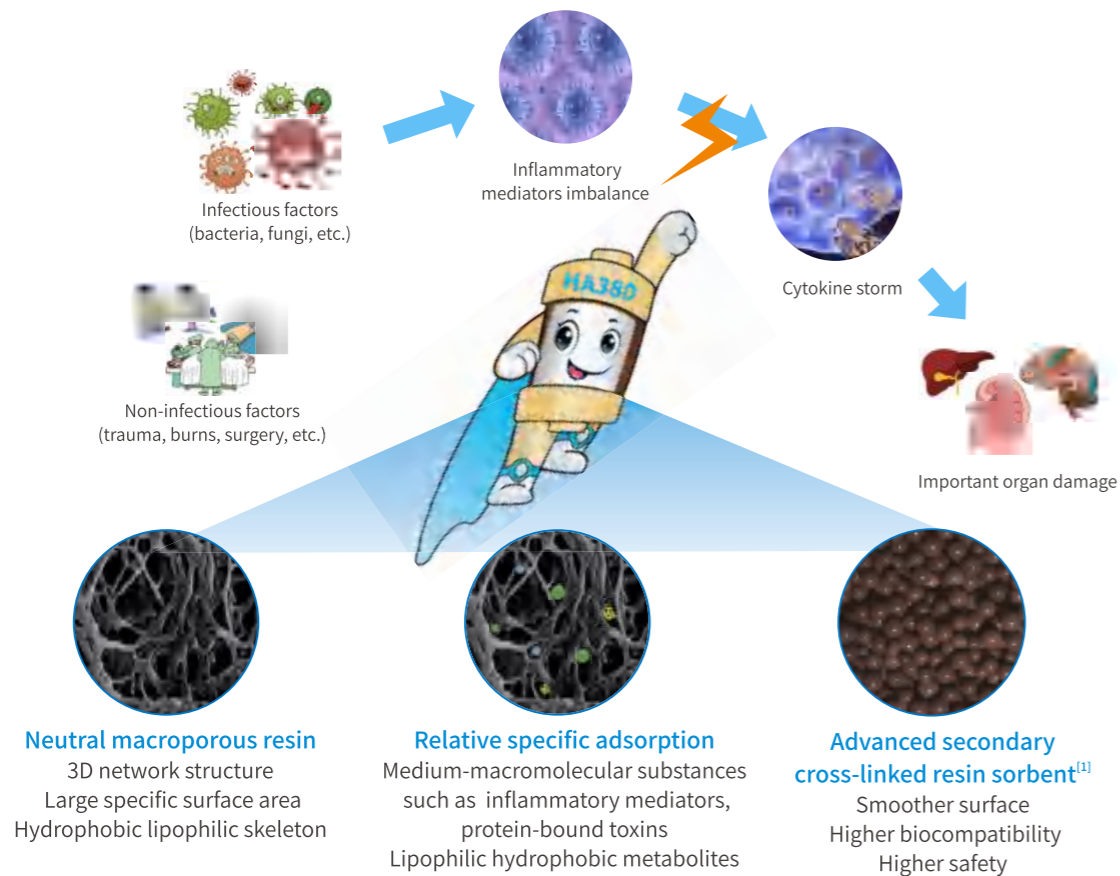 Infectious factors
(bacteria, fungi, etc.)
Inflammatory
mediators imbalance
Cytokine storm
HA380
Non-infectious factors
(trauma, burns, surgery, etc.)
Important organ damage
Neutral macroporous resin
3D network structure
Large specific surface area
Hydrophobic lipophilic skeleton
Relative specific adsorption
Medium-macromolecular substances
such as inflammatory mediators,
protein-bound toxins
Lipophilic hydrophobic metabolites
Advanced secondary
cross-linked resin sorbent[1]
Smoother surface
Higher biocompatibility
Higher safety